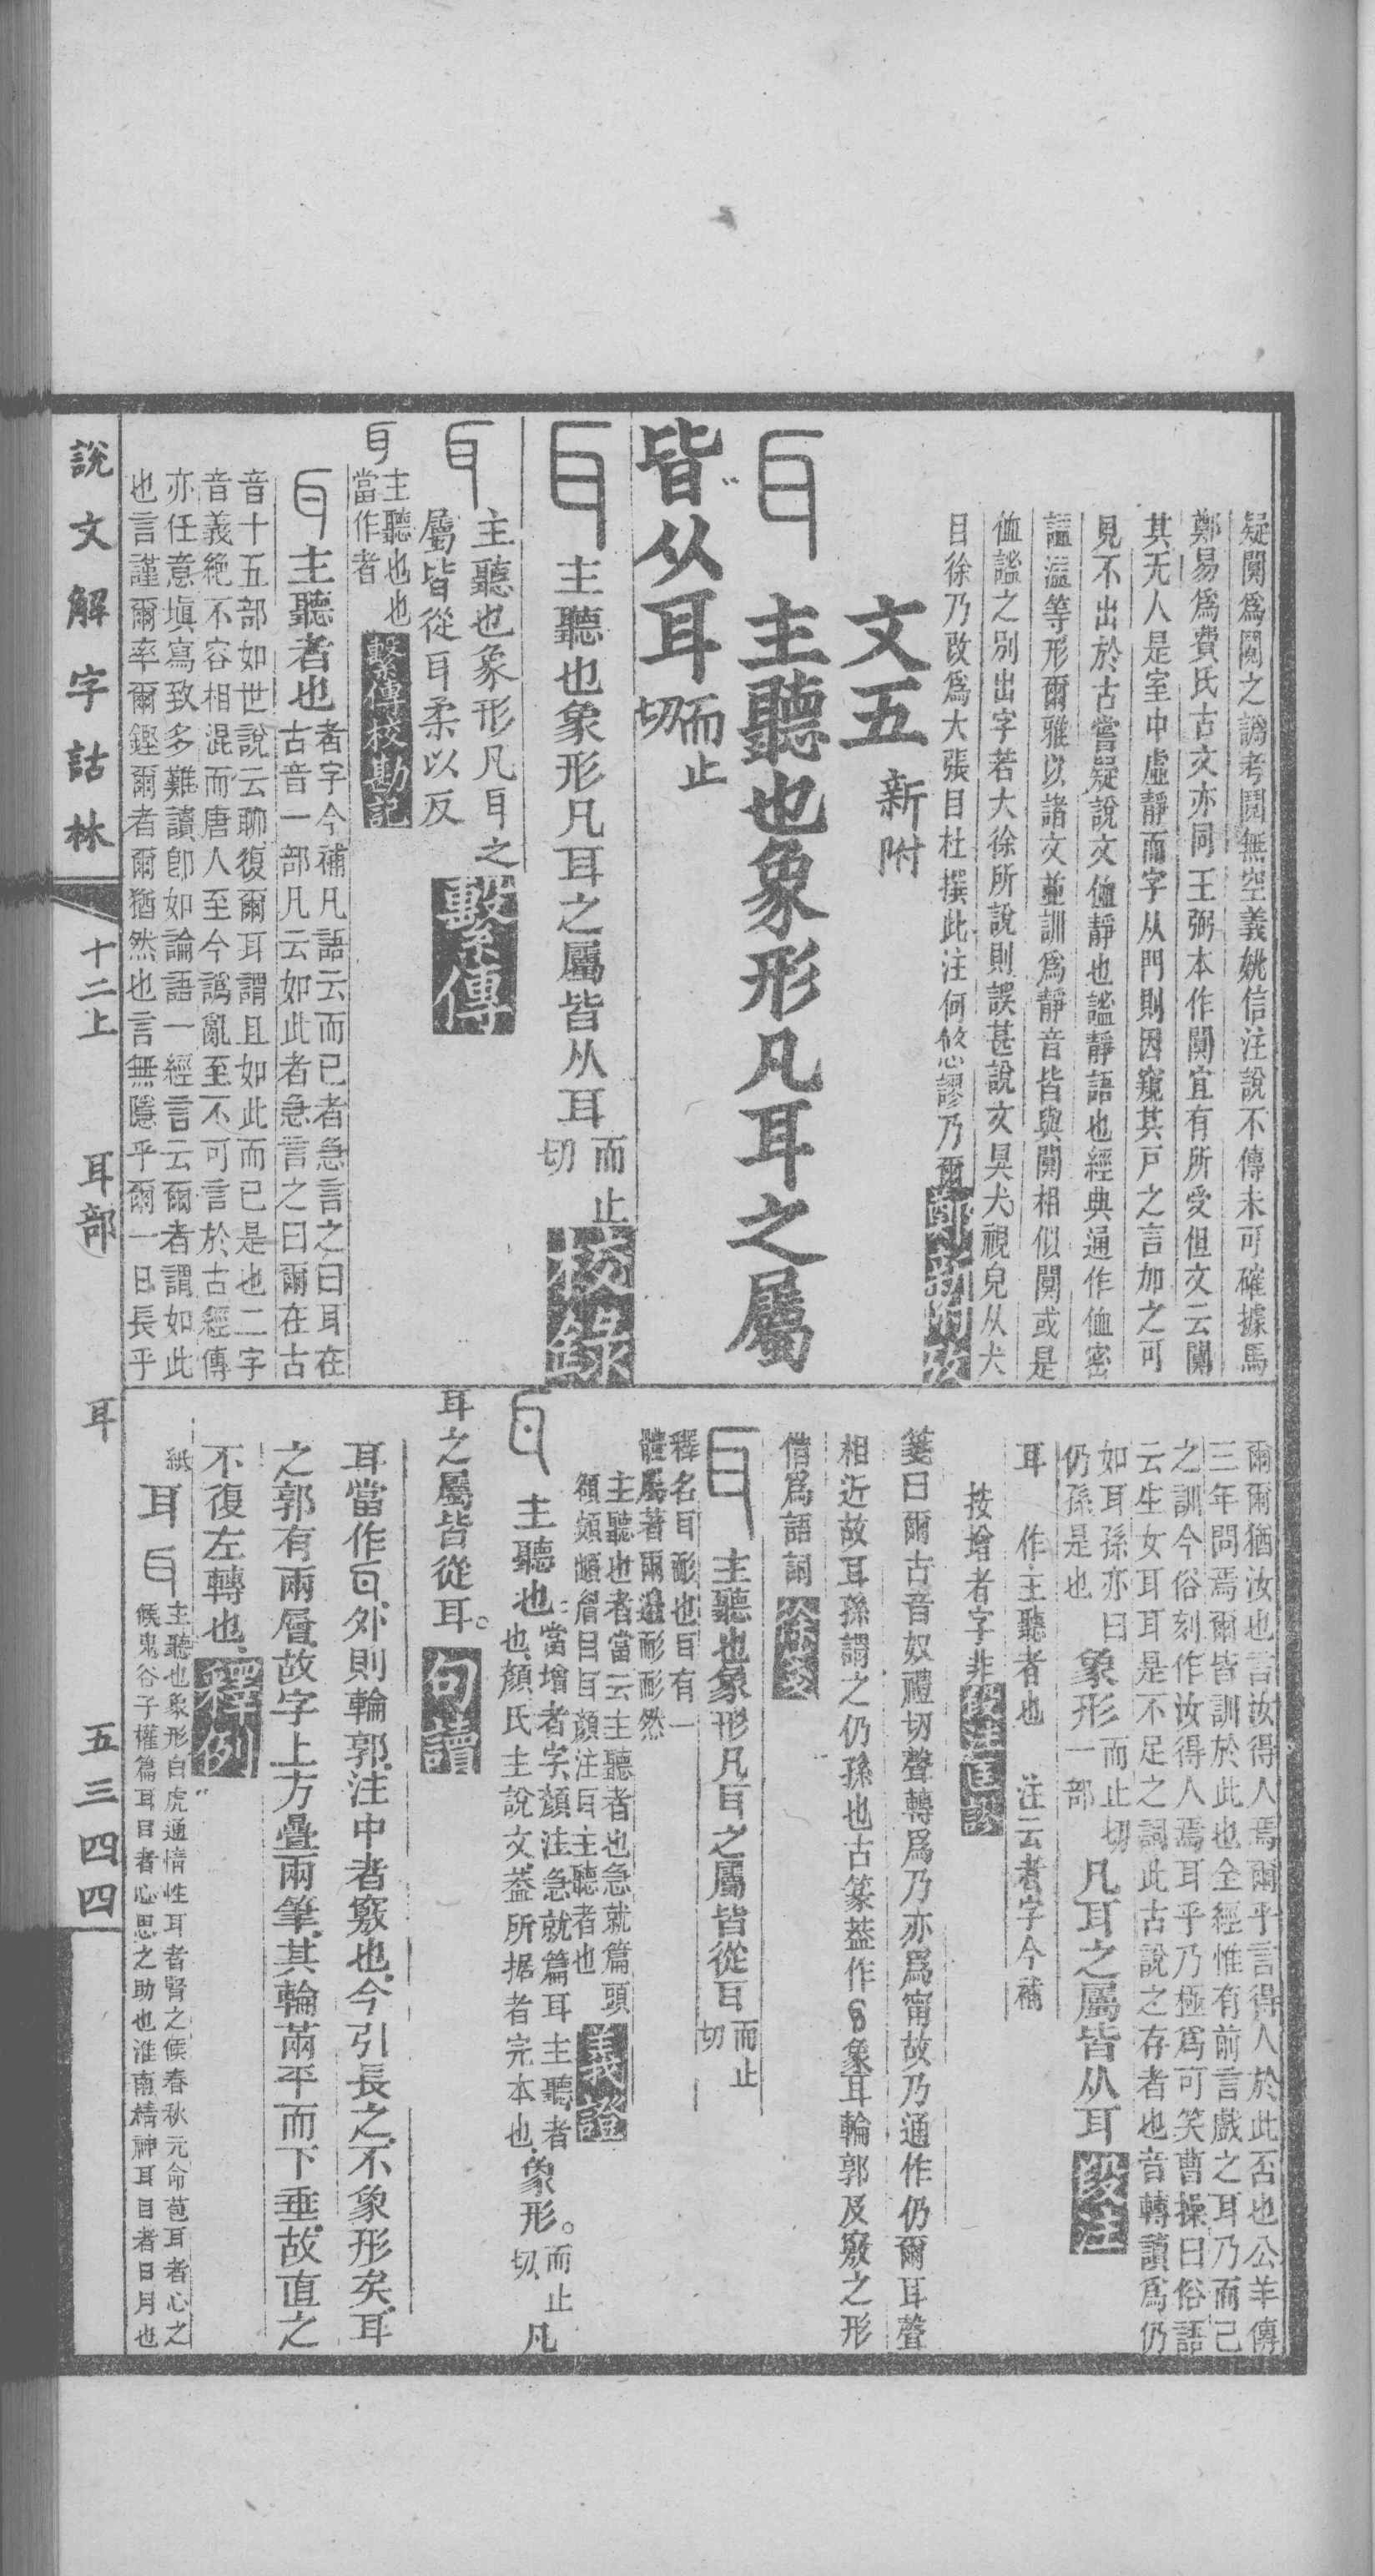 疑闃爲闃之譌考闃無空義姚信注說不傳未可確據馬
鄭易爲費氏古文亦同王弼本作闃宜有所受但文云闚
其无人是室中虛靜而字从門則因窺其戶之言加之可
見不出於古嘗疑說文侐靜也謐靜語也經典通作侐密
謐溢等形爾雅以諸文並訓爲靜音皆與闃相似闃或是
侐謐之別出字若大徐所說則誤甚說文昊犬視皃从犬
目徐乃改爲大張目杜撰此注何悠謬乃爾
文五 新附
主聽也象形凡耳之屬
皆从耳 而止切
主聽也象形凡耳之屬皆从耳 而止切 校錄
主聽也象形凡耳之
屬皆從耳柔以反 繫傳
主聽也也
當作者 繫傳校勘記
主聽者也 者字今補凡語云而已者急言之曰耳在
古音一部凡云如此者急言之曰爾在古
音十五部如世說云聊復爾耳謂且如此而已是也二字
音義絶不容相混而唐人至今譌亂至不可言於古經傳
亦任意塡寫致多難讀卽如論語一經言云爾者謂如此
也言謹爾率爾鏗爾者爾猶然也言無隱乎爾一日長乎
爾爾猶汝也言汝得人焉爾乎言得人於此否也公羊傳
三年問焉爾皆訓於此也全經惟有前言戲之耳乃而已
之訓今俗刻作汝得人焉耳乎乃極爲可笑曹操曰俗語
云生女耳耳是不足之詞此古說之存者也音轉讀爲仍
如耳孫亦曰
仍孫是也 象形 而止切一部 凡耳之屬皆从耳 段注
耳 作主聽者也 注云者字今補
按增者字非 段注匡謬
箋曰爾古音奴禮切聲轉爲乃亦爲甯故乃通作仍爾耳聲
相近故耳孫謂之仍孫也古篆葢作 象耳輪郭及竅之形
借爲語詞 徐箋
主聽也象形凡耳之屬皆從耳 而止切
釋名耳耏也耳有一
體屬著兩邊耏耏然
主聽也者當云主聽者也急就篇頭
頟頞䪼眉目耳顏注耳主聽者也 義證
主聽也 當增者字顏注急就篇耳主聽者
也顏氏主說文葢所据者完本也 象形。而止切 凡
耳之屬皆從耳。 句讀
耳當作 外則輪郭注中者竅也今引長之不象形矣耳
之郭有兩層故字上方疊兩筆其輪兩平而下垂故直之
不復左轉也 釋例
紙 耳 主聽也象形白虎通情性耳者腎之候春秋元命苞耳者心之
候鬼谷子權篇耳目者心思之助也淮南精神耳目者日月也
說文解字詁林 十二上 耳部 耳 五三四四